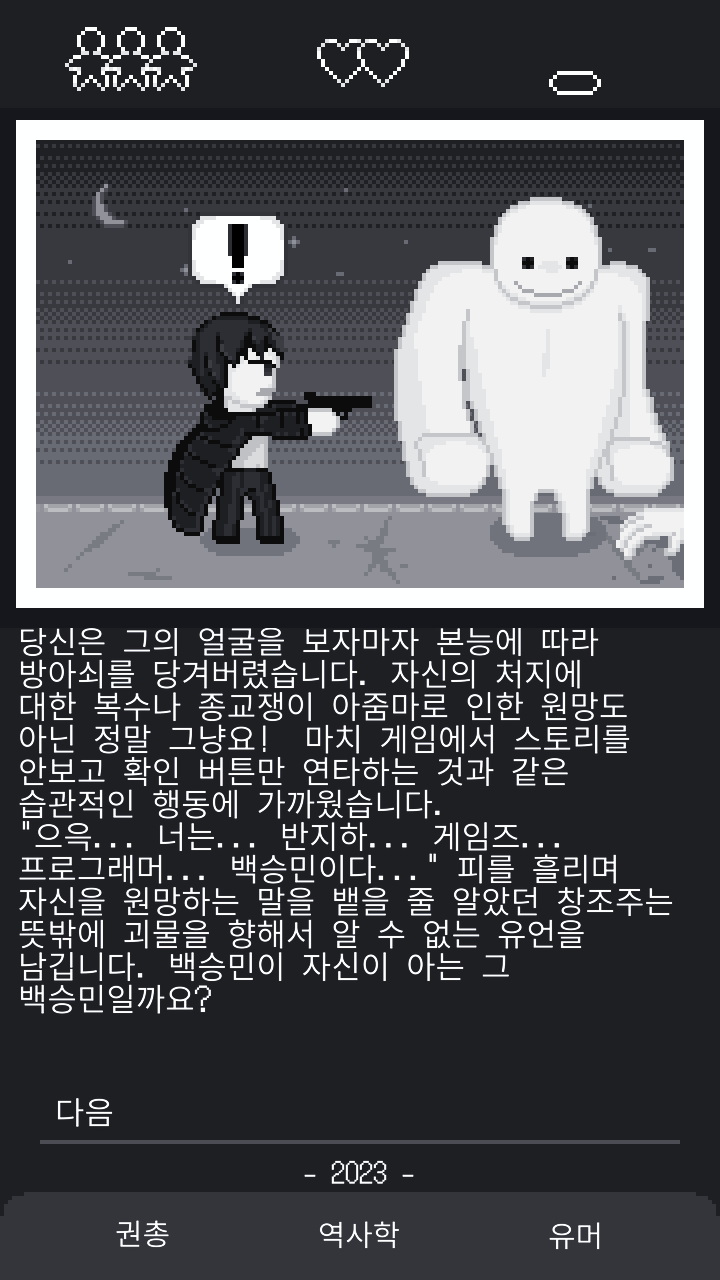 !
당신은 그의 얼굴을 보자마자 본능에 따라
방아쇠를 당겨버렸습니다. 자신의 처지에
대한 복수나 종교쟁이 아줌마로 인한 원망도
아닌 정말 그냥요! 마치 게임에서 스토리를
안보고 확인 버튼만 연타하는 것과 같은
습관적인 행동에 가까웠습니다.
"으윽... 너는... 반지하... 게임즈...
프로그래머... 백승민이다..." 피를 흘리며
자신을 원망하는 말을 뱉을 줄 알았던 창조주는
뜻밖에 괴물을 향해서 알 수 없는 유언을
남깁니다. 백승민이 자신이 아는 그
백승민일까요?
다음
- 2023 -
권총 역사학 유머